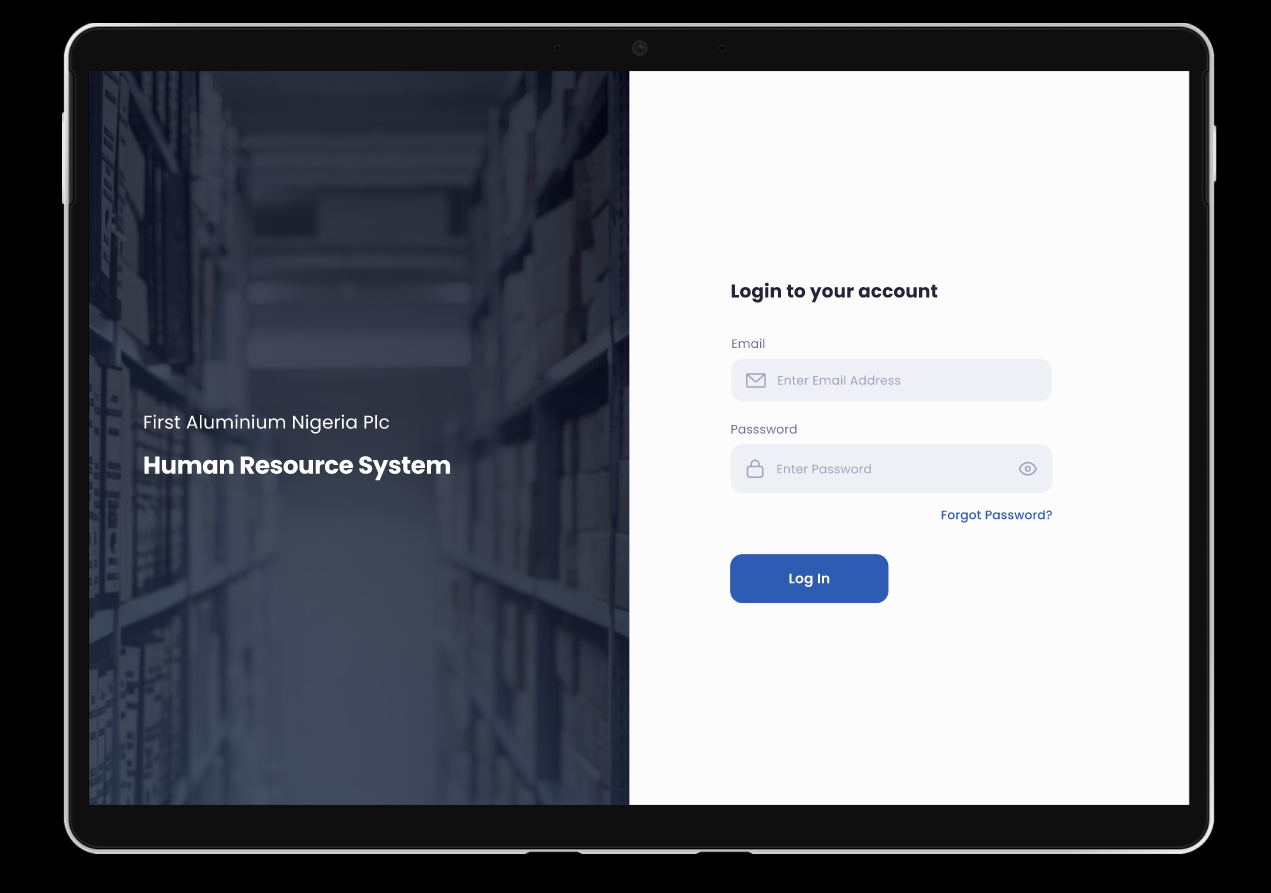 First Aluminium Nigeria Plc
Human Resource System
Login to your account
Email
Enter Email Address
Passsword
Enter Password
Forgot Password?
Log In